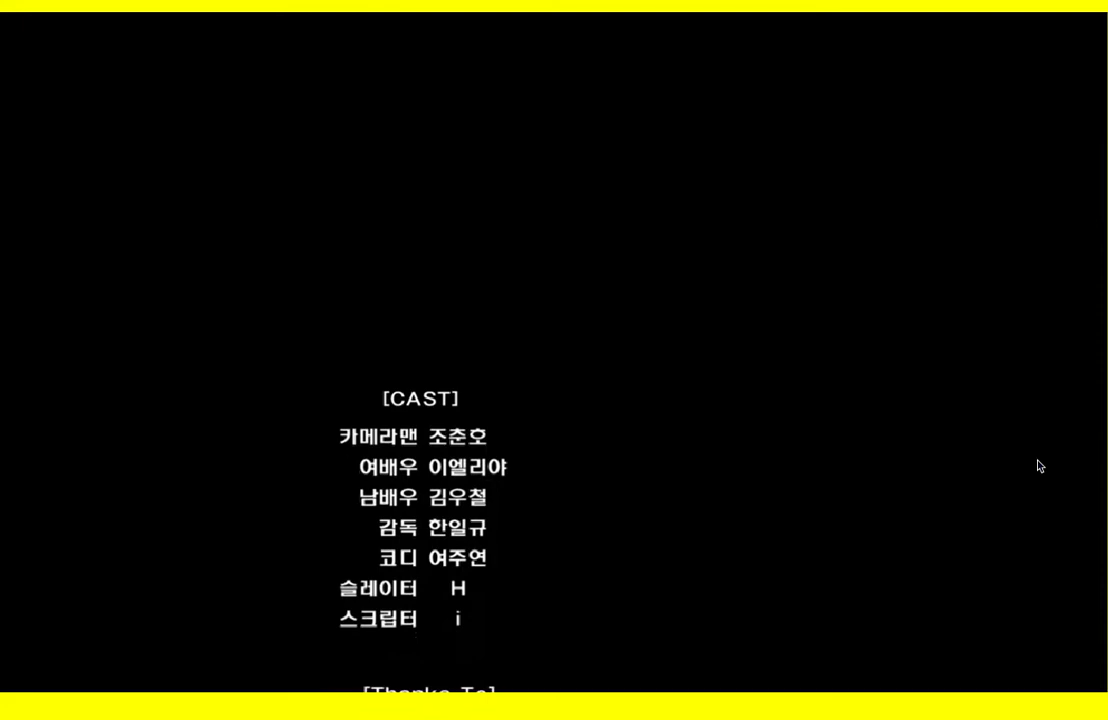 [CAST]
카메라맨 조춘호
여배우 이엘리야
남배우 김우철
감독 한일규
코디 여주연
슬레이터 H
스크립터 i
[Thanks To]